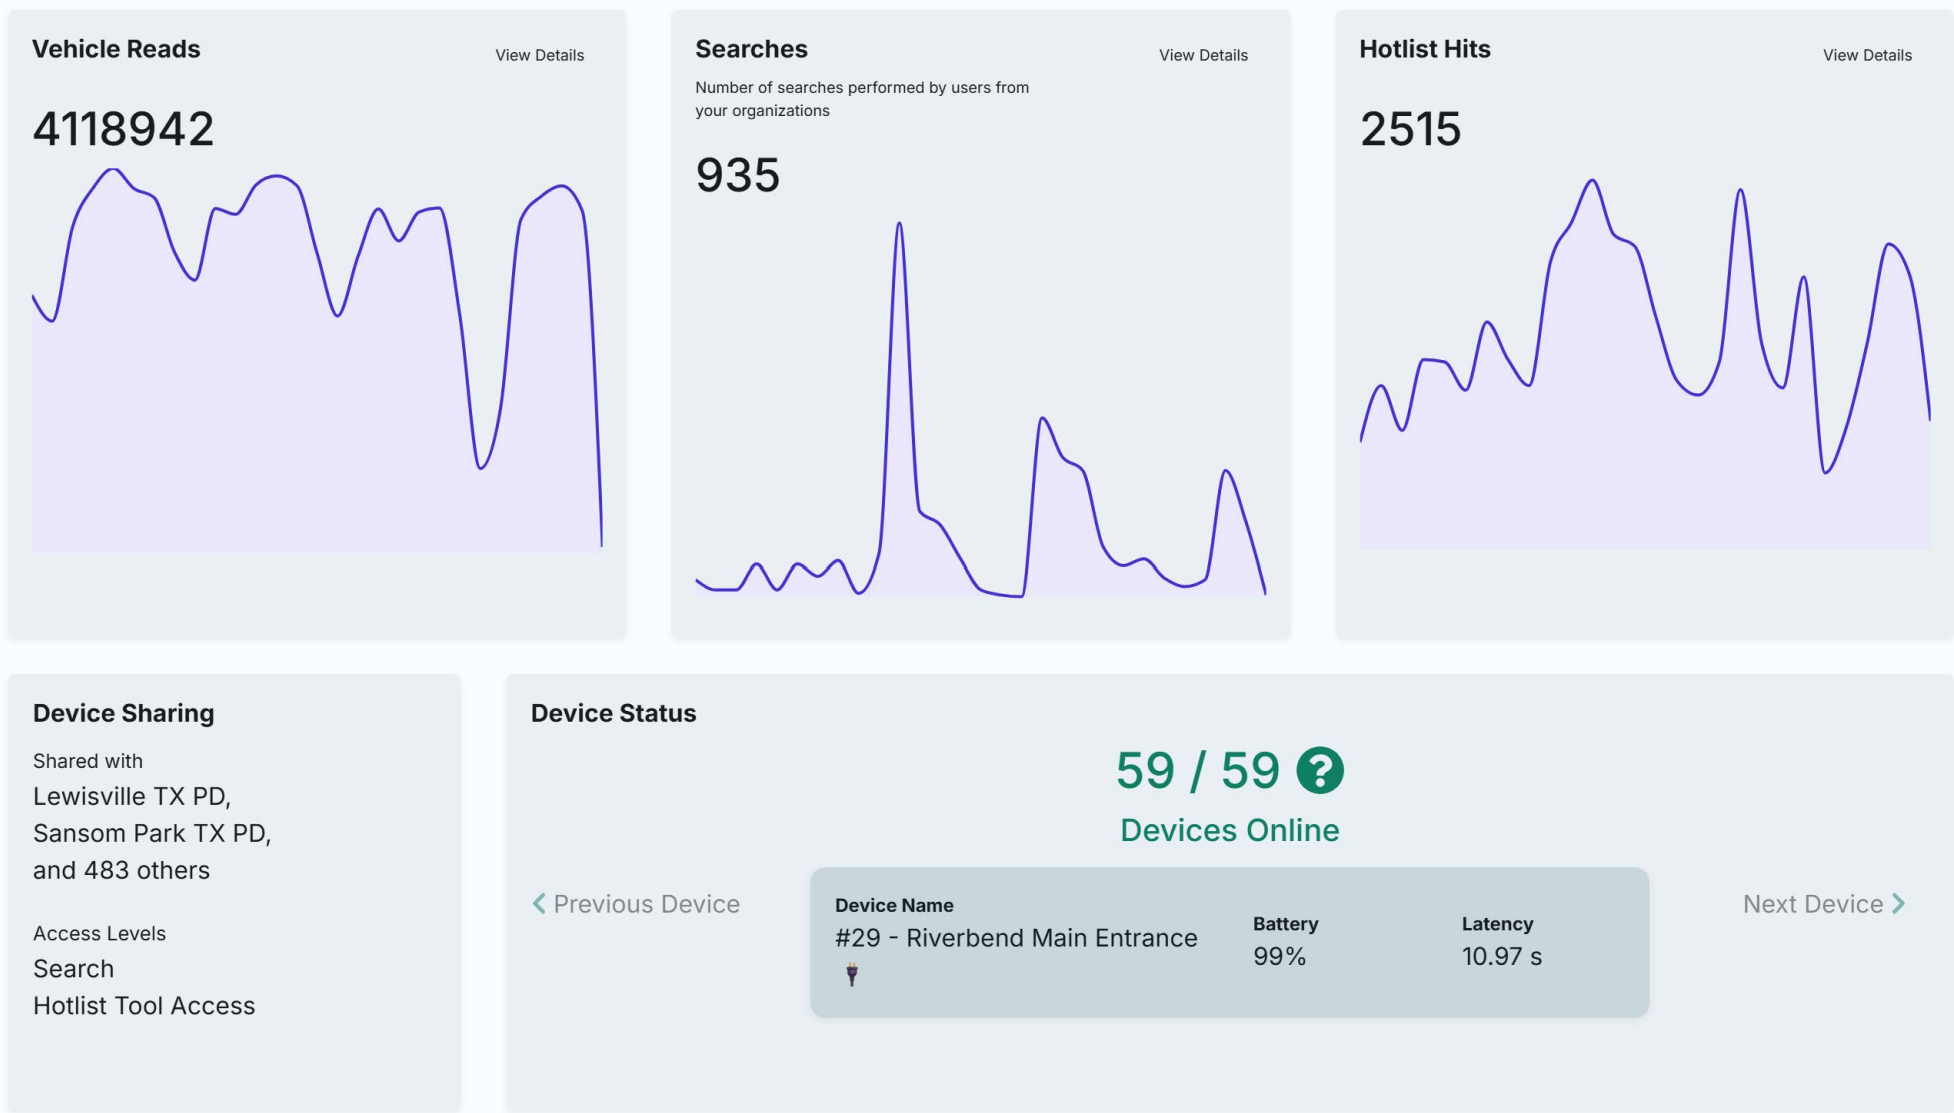 Vehicle Reads
View Details
4118942
Searches
View Details
Number of searches performed by users from
your organizations
935
Hotlist Hits
View Details
2515
Device Sharing
Shared with
Lewisville TX PD,
Sansom Park TX PD,
and 483 others
Access Levels
Search
Hotlist Tool Access
Device Status
59 / 59 ?
Devices Online
Previous Device
Device Name
#29 - Riverbend Main Entrance
Battery
99%
Latency
10.97 s
Next Device